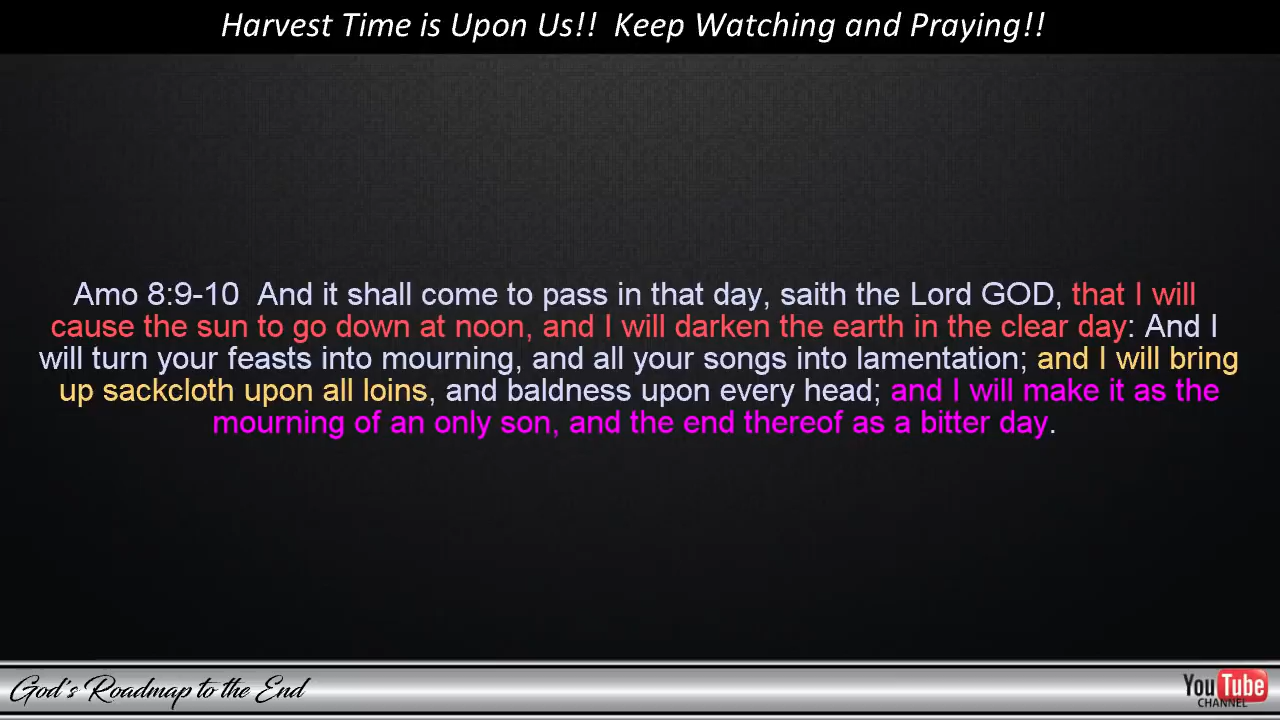 Harvest Time is Upon Us!!  Keep Watching and Praying!!
Amo 8:9-10  And it shall come to pass in that day, saith the Lord GOD, that I will
cause the sun to go down at noon, and I will darken the earth in the clear day: And I
will turn your feasts into mourning, and all your songs into lamentation; and I will bring
up sackcloth upon all loins, and baldness upon every head; and I will make it as the
mourning of an only son, and the end thereof as a bitter day.
God's Roadmap to the End
YouTube
CHANNEL